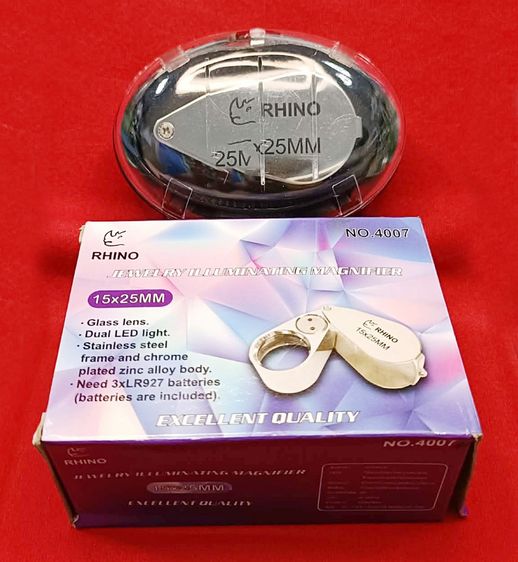 RHINO
25M x25MM
RHINO
NO.4007
JEWELRY ILLUMINATING MAGNIFIER
15x25MM
· Glass lens.
· Dual LED light.
· Stainless steel
frame and chrome
plated zinc alloy body.
· Need 3xLR927 batteries
(batteries are included).
RHINO
15x25MM
EXCELLENT QUALITY
NO.4007
RHINO
JEWELRY ILLUMINATING MAGNIFIER
15x25MM
EXCELLENT QUALITY